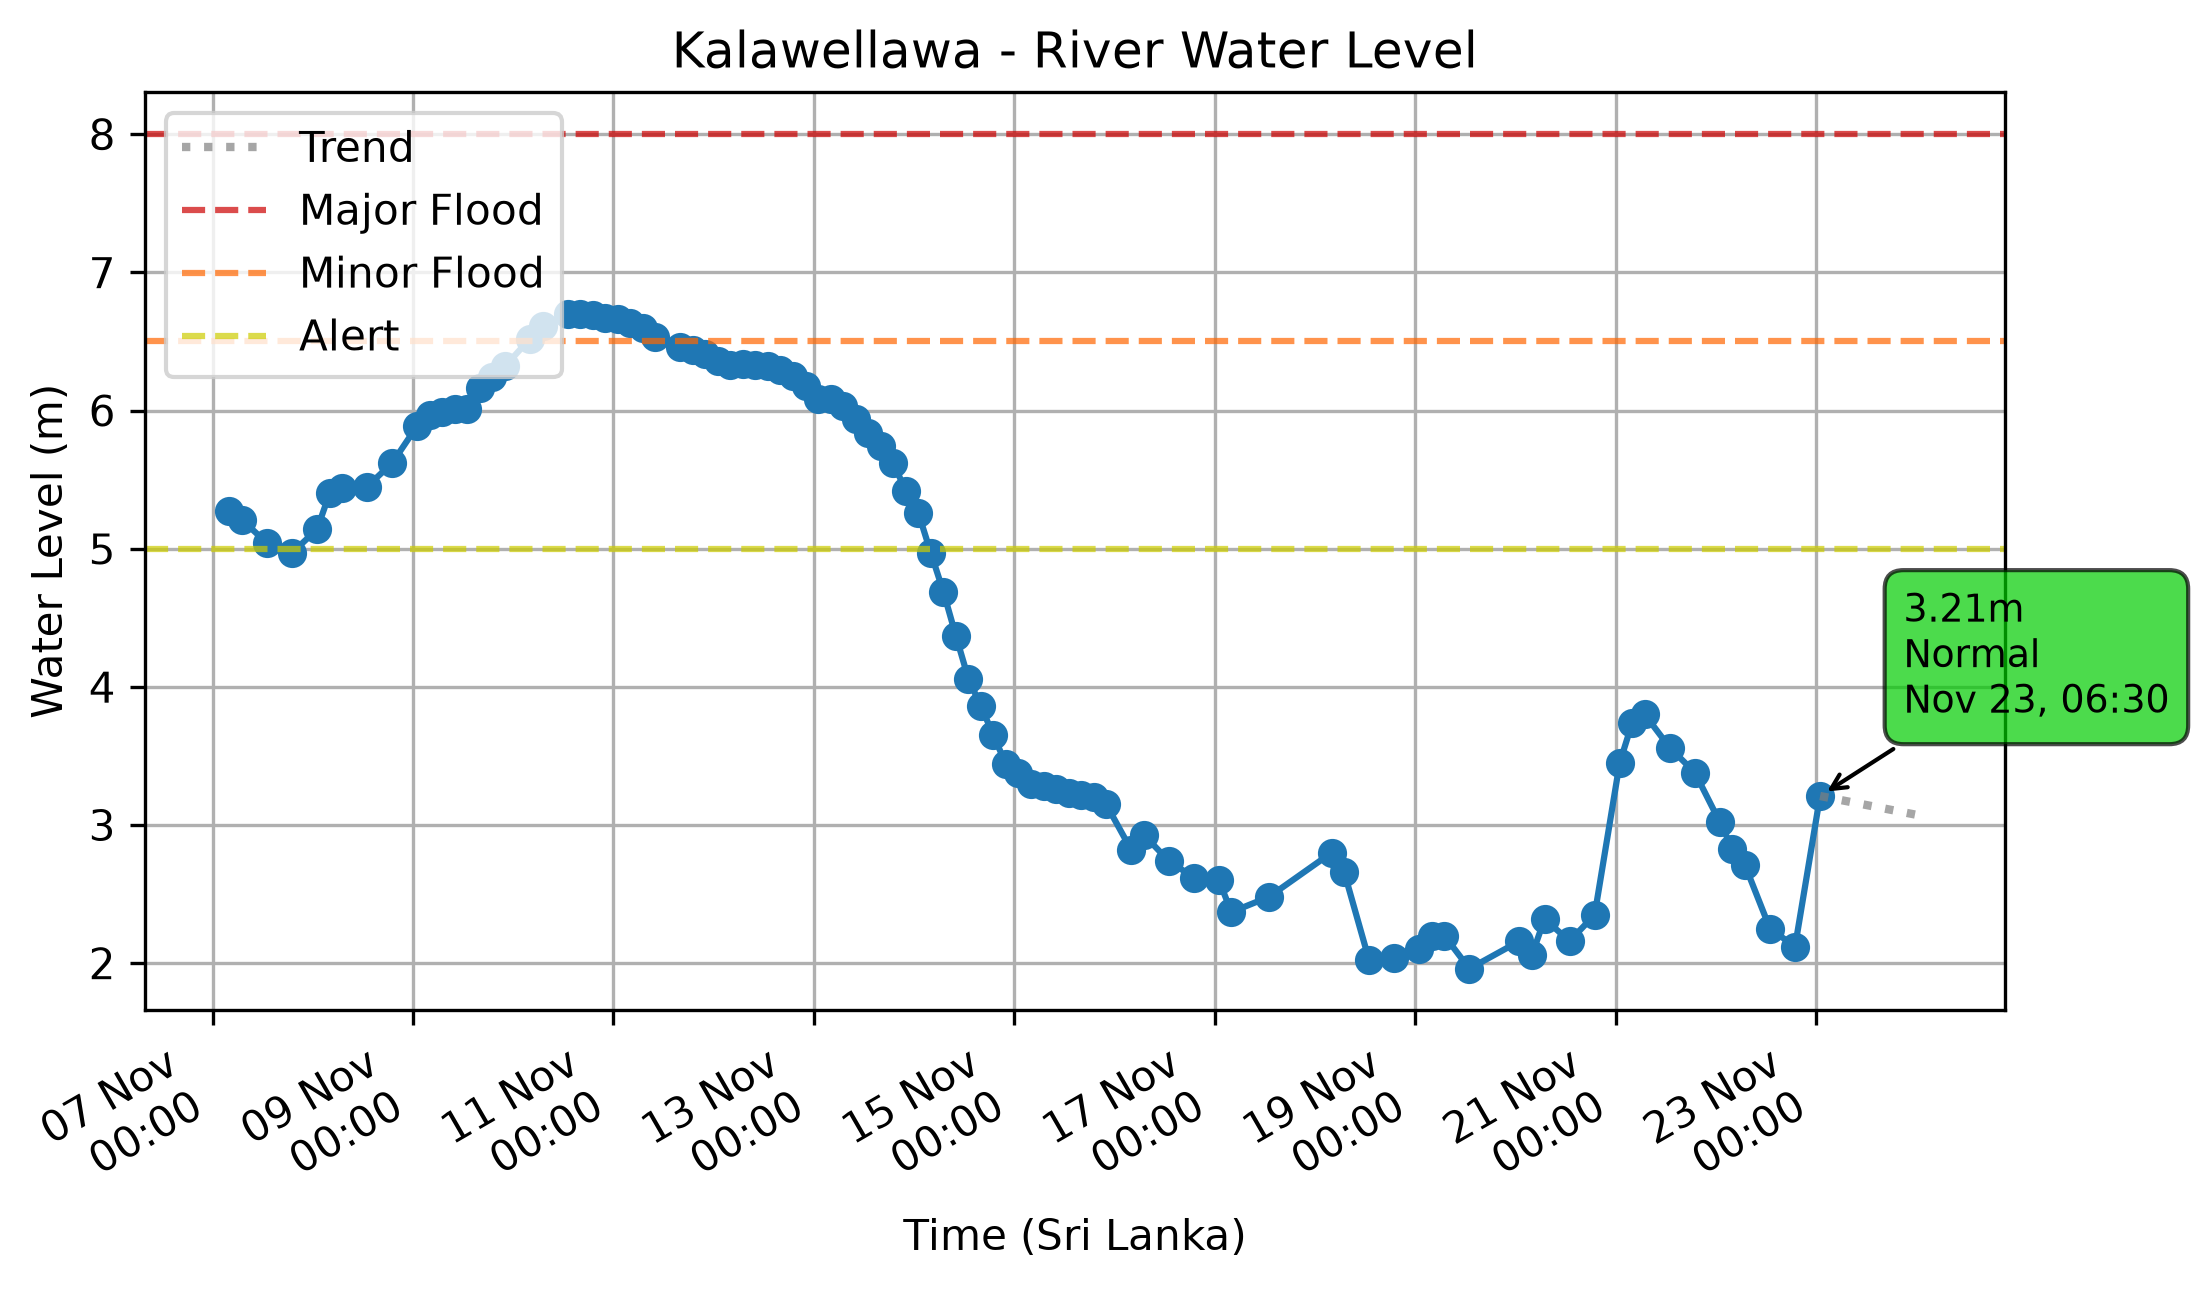 Kalawellawa - River Water Level
Trend
Major Flood
Minor Flood
Alert
8
7
6
5
4
3
2
Water Level (m)
3.21m
Normal
Nov 23, 06:30
07 Nov
00:00
09 Nov
00:00
11 Nov
00:00
13 Nov
00:00
15 Nov
00:00
17 Nov
00:00
19 Nov
00:00
21 Nov
00:00
23 Nov
00:00
Time (Sri Lanka)